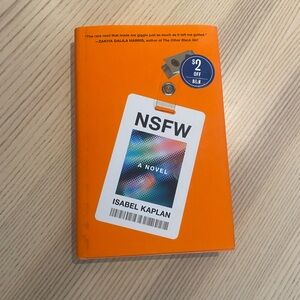 "The rare novel that made me giggle just as much as it left me gutted."
—ZAKIYA DALILA HARRIS, author of The Other Black Girl
$2
OFF
NSFW
A NOVEL
ISABEL KAPLAN